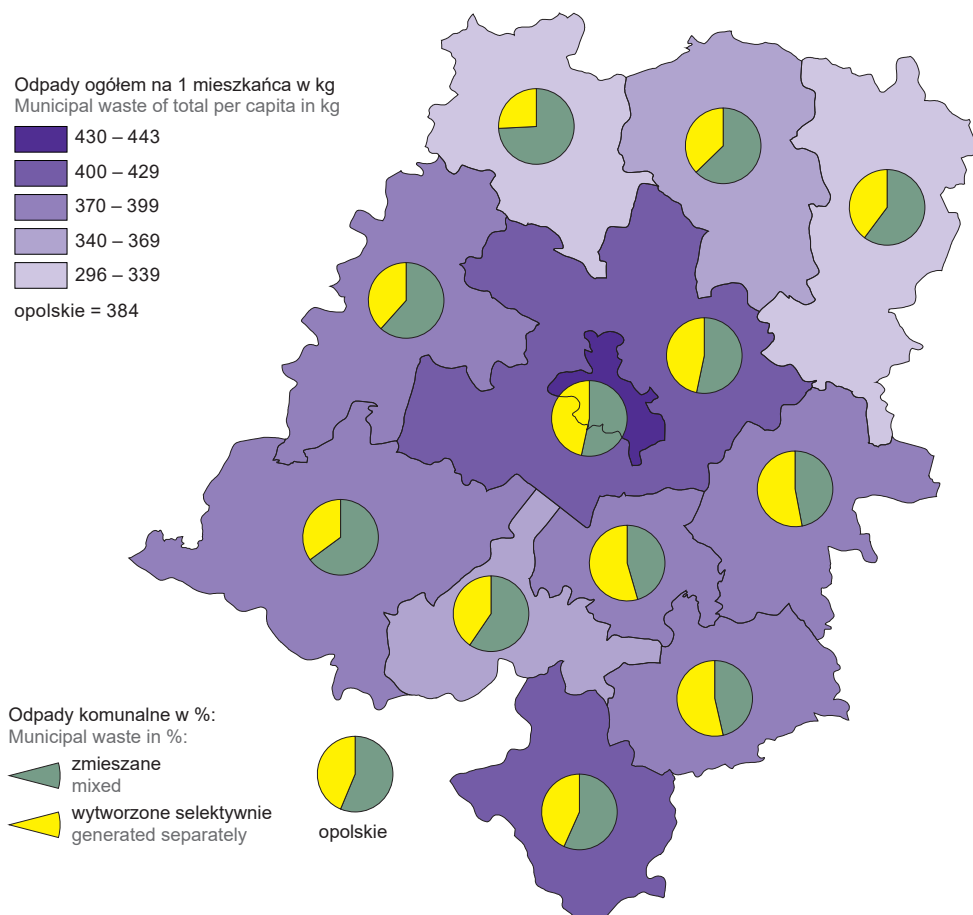 Odpady ogółem na 1 mieszkańca w kg
Municipal waste of total per capita in kg
430 – 443
400 – 429
370 – 399
340 – 369
296 – 339
opolskie = 384
Odpady komunalne w %:
Municipal waste in %:
zmieszane
mixed
wytworzone selektywnie
generated separately
opolskie